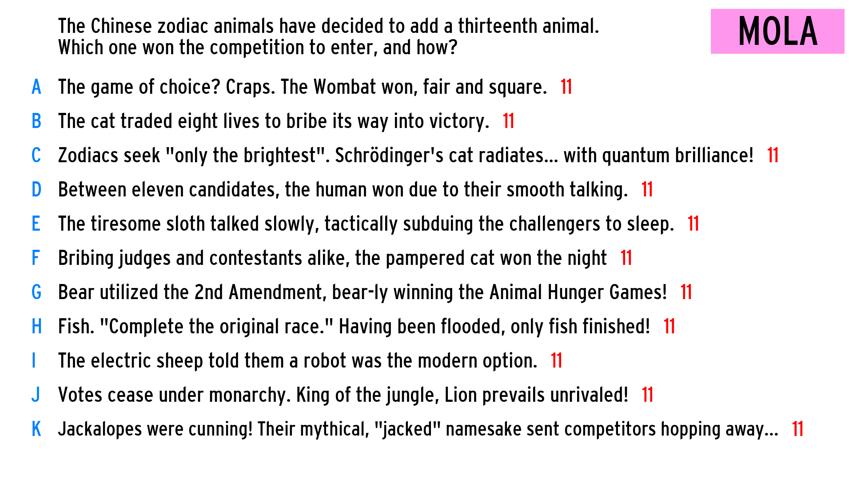 The Chinese zodiac animals have decided to add a thirteenth animal.
Which one won the competition to enter, and how?
MOLA
A The game of choice? Craps. The Wombat won, fair and square. 11
B The cat traded eight lives to bribe its way into victory. 11
C Zodiacs seek "only the brightest". Schrödinger's cat radiates... with quantum brilliance! 11
D Between eleven candidates, the human won due to their smooth talking. 11
E The tiresome sloth talked slowly, tactically subduing the challengers to sleep. 11
F Bribing judges and contestants alike, the pampered cat won the night 11
G Bear utilized the 2nd Amendment, bear-ly winning the Animal Hunger Games! 11
H Fish. "Complete the original race." Having been flooded, only fish finished! 11
I The electric sheep told them a robot was the modern option. 11
J Votes cease under monarchy. King of the jungle, Lion prevails unrivaled! 11
K Jackalopes were cunning! Their mythical, "jacked" namesake sent competitors hopping away... 11